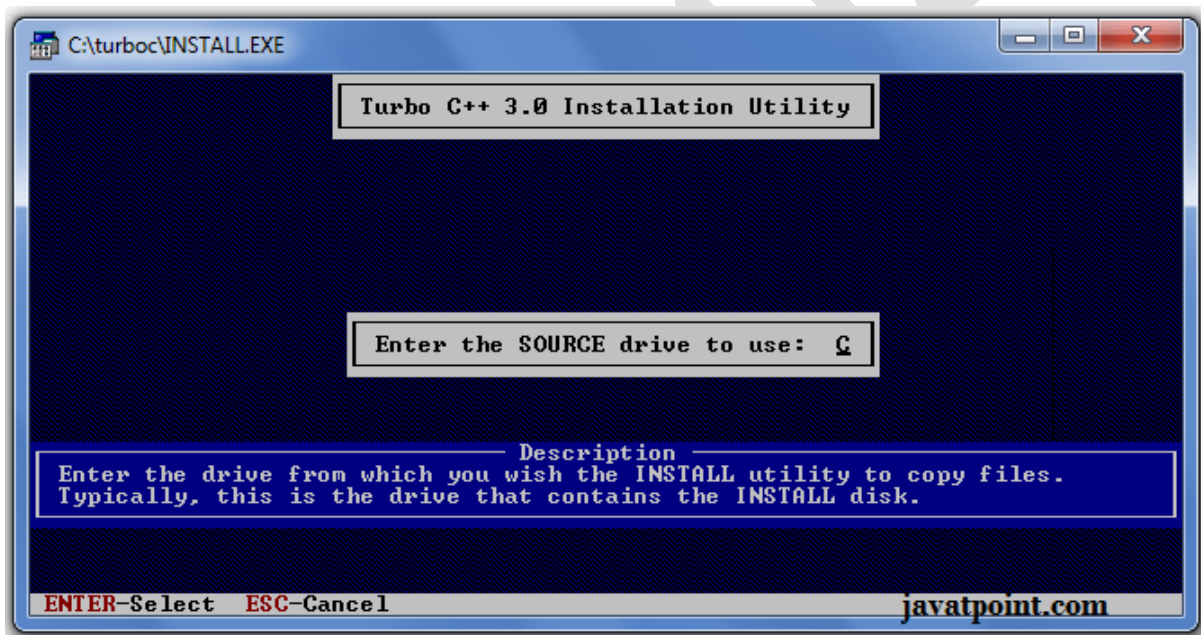 C:\turboc\INSTALL.EXE
Turbo C++ 3.0 Installation Utility
Enter the SOURCE drive to use: C
Description
Enter the drive from which you wish the INSTALL utility to copy files.
Typically, this is the drive that contains the INSTALL disk.
ENTER-Select ESC-Cancel
javatpoint.com